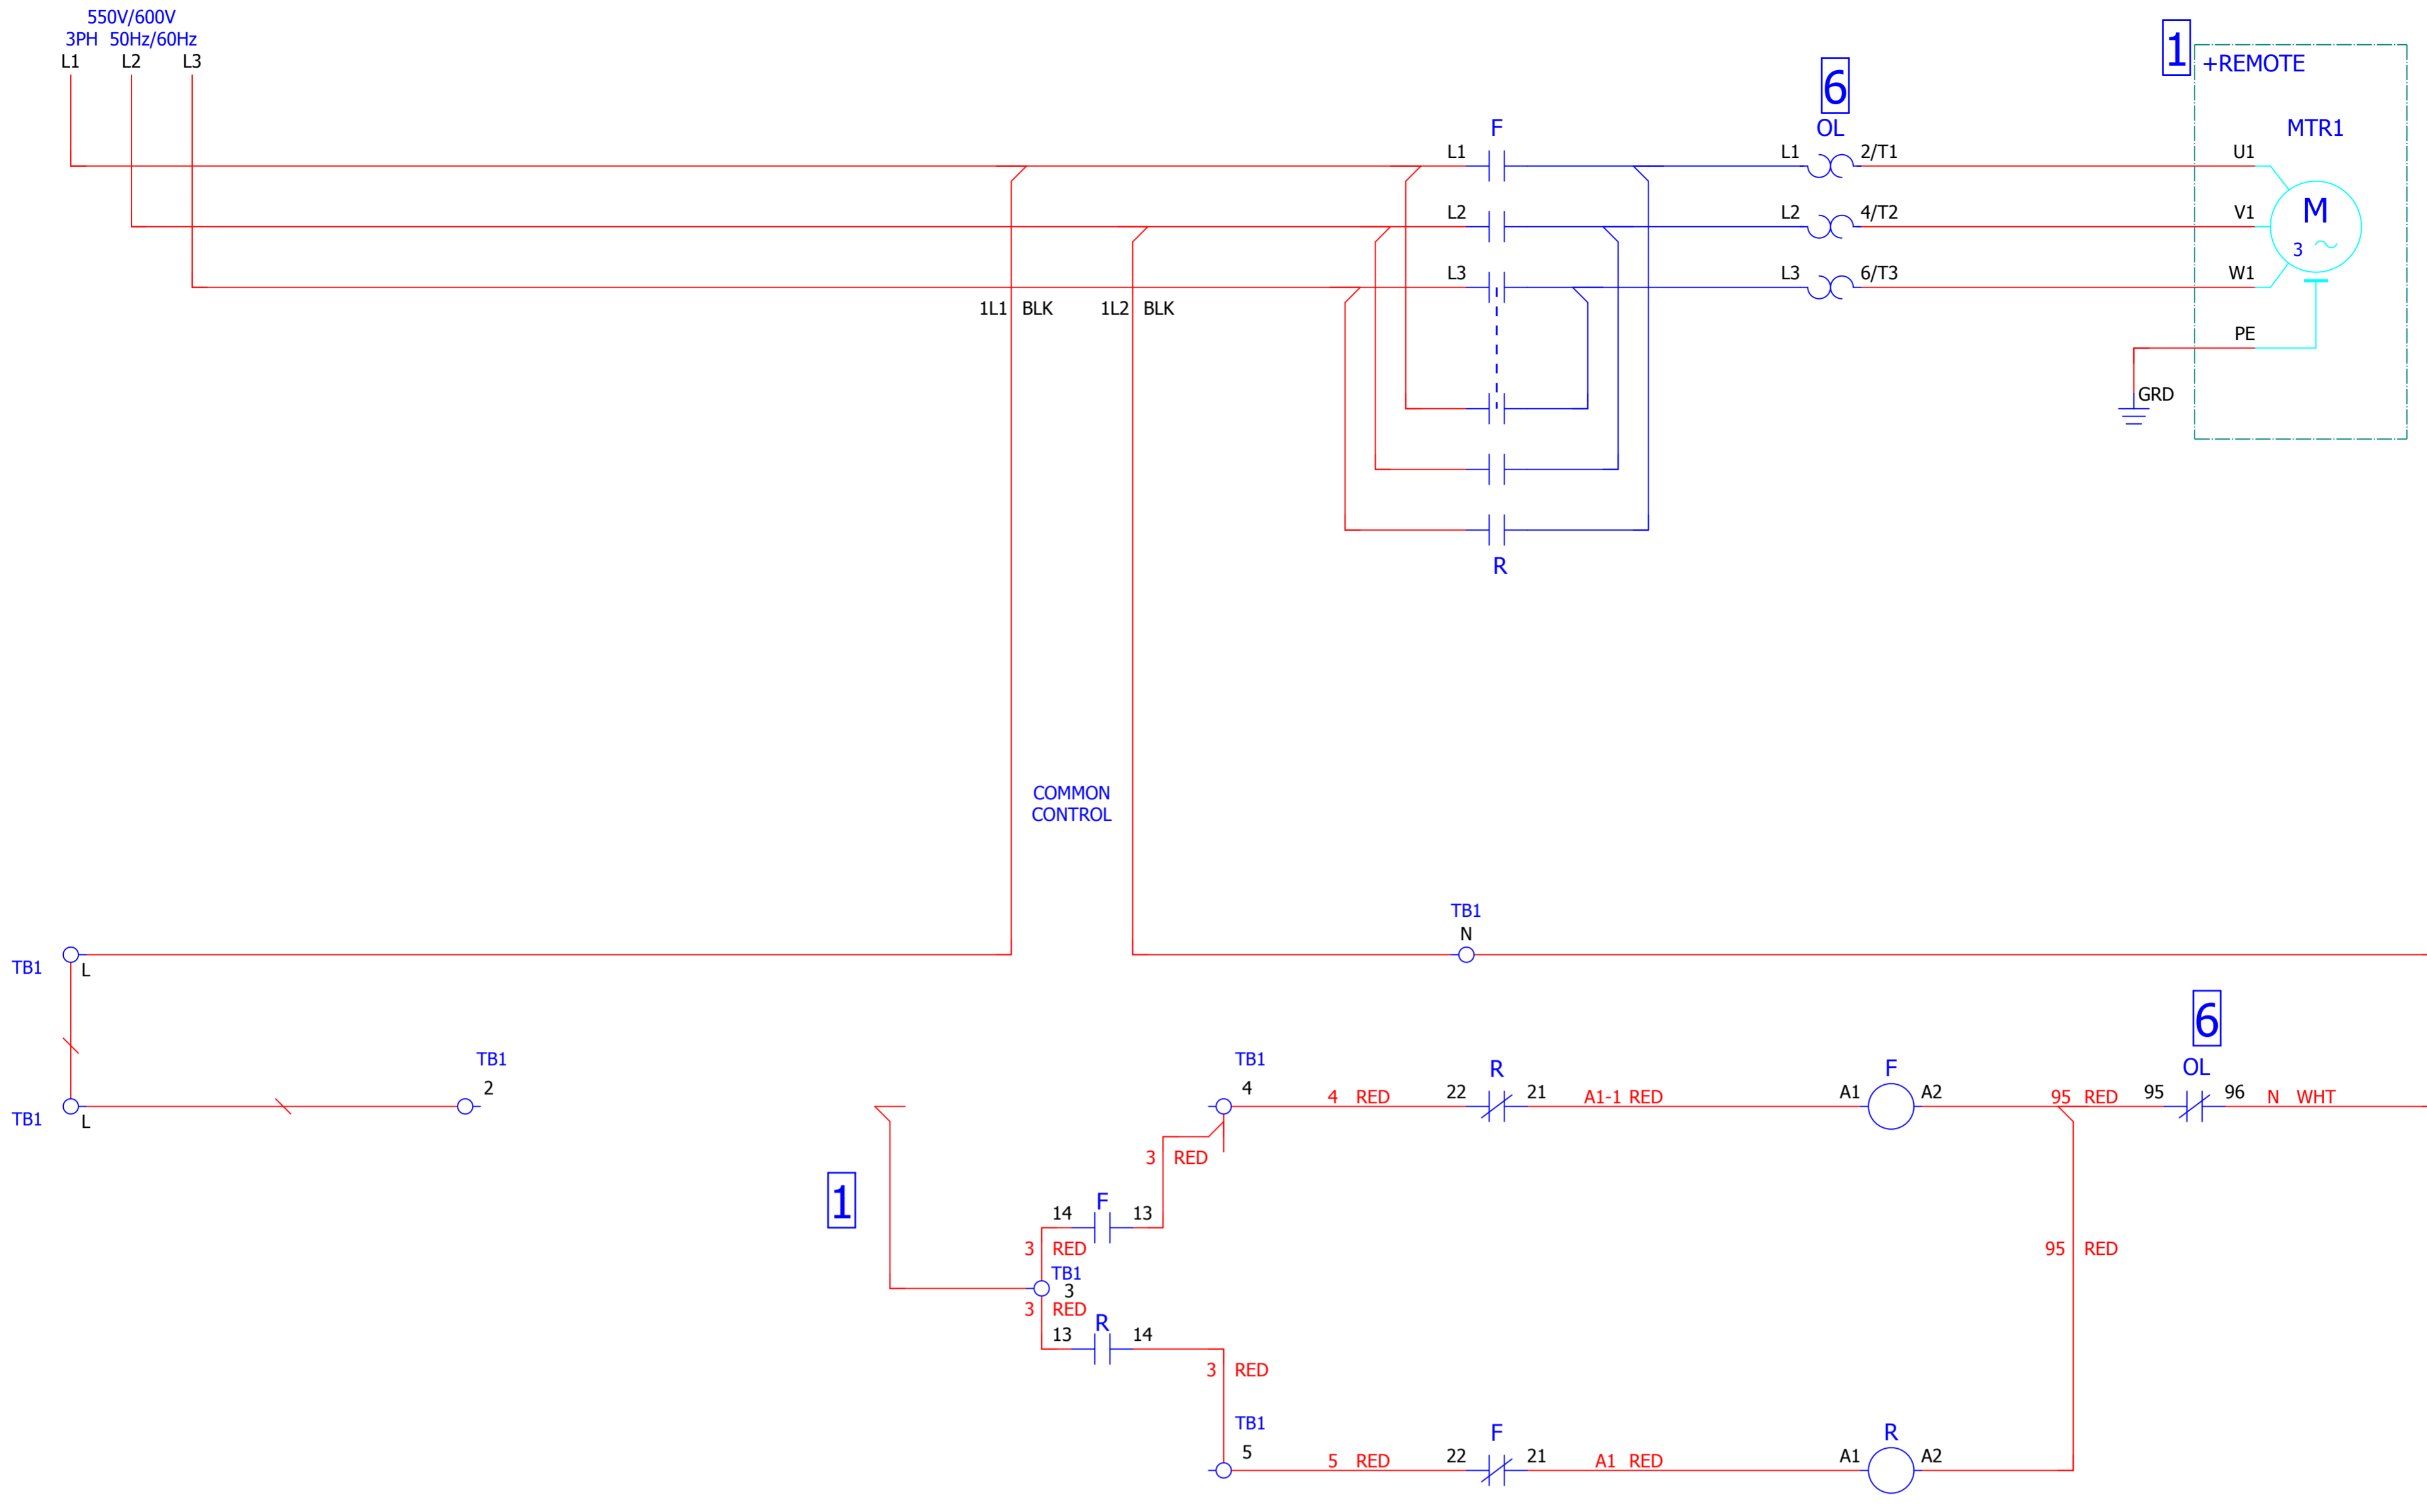 550V/600V
3PH 50Hz/60Hz
L1 L2 L3
1
+REMOTE
6
F OL MTR1
L1 L1 2/T1 U1
L2 L2 4/T2 V1
M
3
L3 L3 6/T3 W1
1L1 BLK 1L2 BLK
PE
GRD
R
COMMON
CONTROL
TB1
N
TB1 L
6
TB1 TB1 R F OL
2 4
4 RED 22 21 A1-1 RED A1 A2 95 RED 95 96 N WHT
TB1 L
3 RED
1
F
14 13
3 RED 95 RED
TB1
3
3 RED
R
13 14
3 RED
TB1 F R
5
5 RED 22 21 A1 RED A1 A2